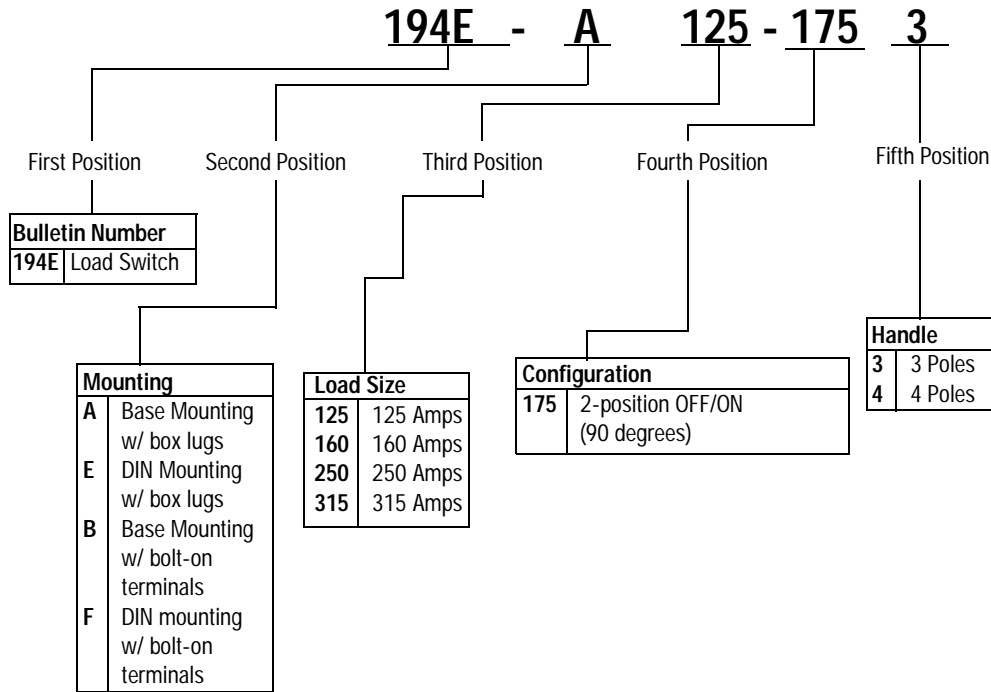 194E - A 125 - 175 3
First Position Second Position Third Position Fourth Position Fifth Position
Bulletin Number
194E Load Switch
Mounting
A Base Mounting
w/ box lugs
E DIN Mounting
w/ box lugs
B Base Mounting
w/ bolt-on
terminals
F DIN mounting
w/ bolt-on
terminals
Load Size
125 125 Amps
160 160 Amps
250 250 Amps
315 315 Amps
Configuration
175 2-position OFF/ON
(90 degrees)
Handle
3 3 Poles
4 4 Poles